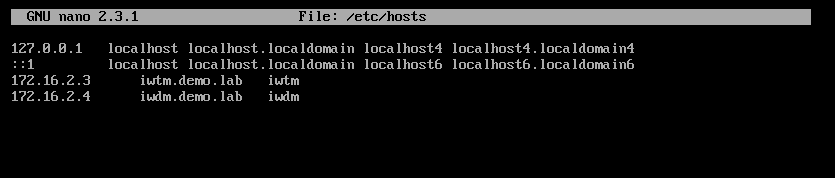 GNU nano 2.3.1 File: /etc/hosts
127.0.0.1 localhost localhost.localdomain localhost4 localhost4.localdomain4
::1 localhost localhost.localdomain localhost6 localhost6.localdomain6
172.16.2.3 iwtm.demo.lab iwtm
172.16.2.4 iwdm.demo.lab iwdm